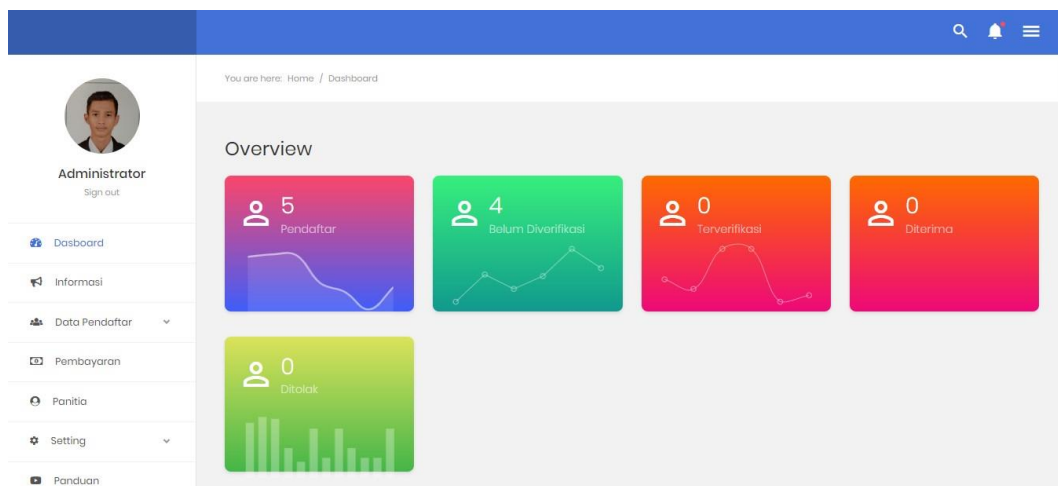 You are here: Home / Dashboard
Administrator
Sign out
Dasboard
Informasi
Data Pendaftar
Pembayaran
Panitia
Setting
Panduan
Overview
5
Pendaftar
4
Belum Diverifikasi
0
Terverifikasi
0
Diterima
0
Ditolak